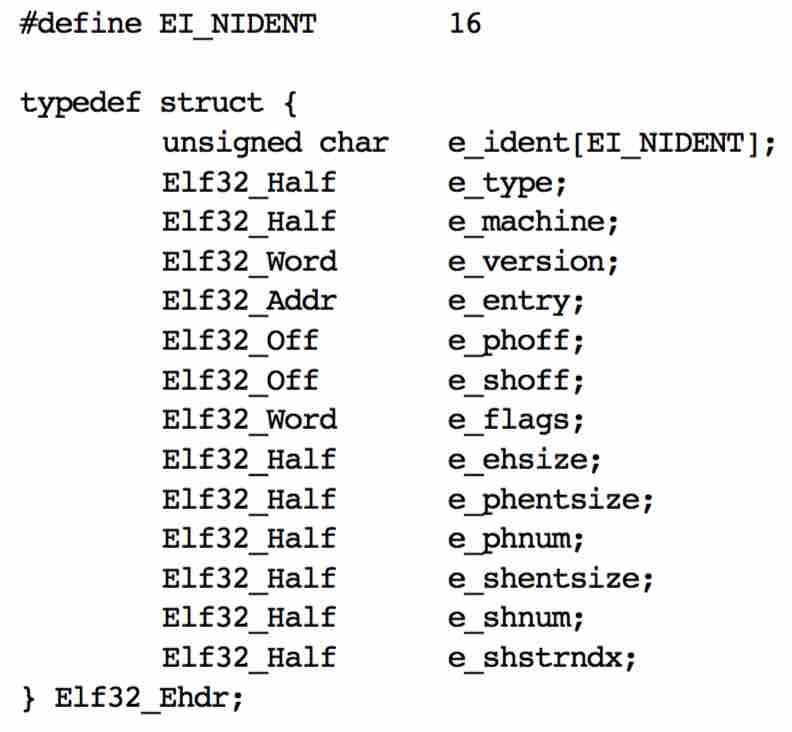 #define EI_NIDENT 16
typedef struct {
unsigned char e_ident[EI_NIDENT];
Elf32_Half e_type;
Elf32_Half e_machine;
Elf32_Word e_version;
Elf32_Addr e_entry;
Elf32_Off e_phoff;
Elf32_Off e_shoff;
Elf32_Word e_flags;
Elf32_Half e_ehsize;
Elf32_Half e_phentsize;
Elf32_Half e_phnum;
Elf32_Half e_shentsize;
Elf32_Half e_shnum;
Elf32_Half e_shstrndx;
} Elf32_Ehdr;